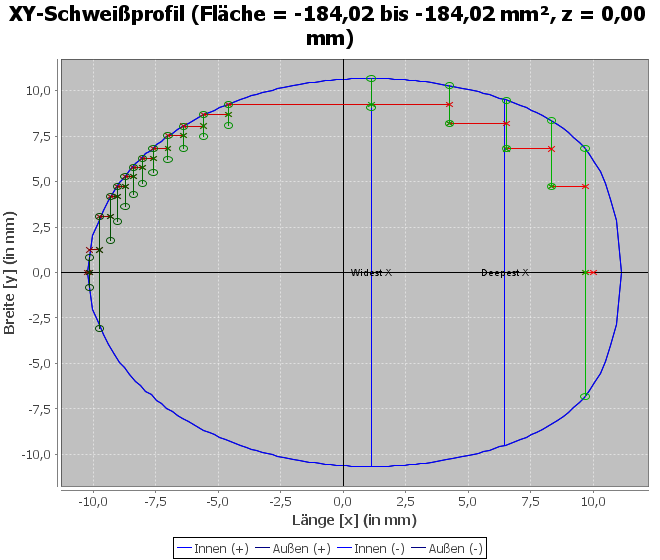 XY-Schweißprofil (Fläche = -184,02 bis -184,02 mm², z = 0,00
mm)
10,0
7,5
5,0
2,5
0,0
-2,5
-5,0
-7,5
-10,0
Breite [y] (in mm)
Widest X
Deepest X
-10,0 -7,5 -5,0 -2,5 0,0 2,5 5,0 7,5 10,0
Länge [x] (in mm)
Innen (+) Außen (+) Innen (-) Außen (-)